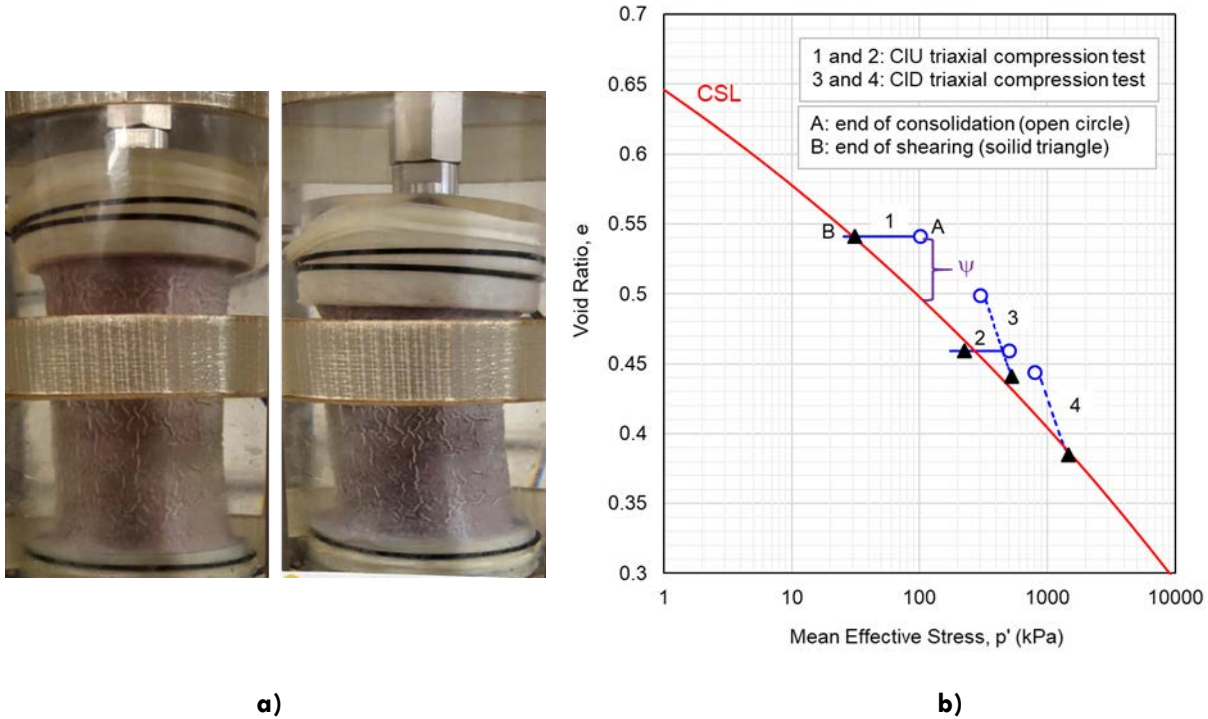 0.7
0.65
0.6
0.55
0.5
0.45
0.4
0.35
0.3
Void Ratio, e
1 and 2: CIU triaxial compression test
3 and 4: CID triaxial compression test
A: end of consolidation (open circle)
B: end of shearing (soilid triangle)
CSL
B
1
A
ψ
3
2
4
1
10
100
1000
10000
Mean Effective Stress, p' (kPa)
a)
b)